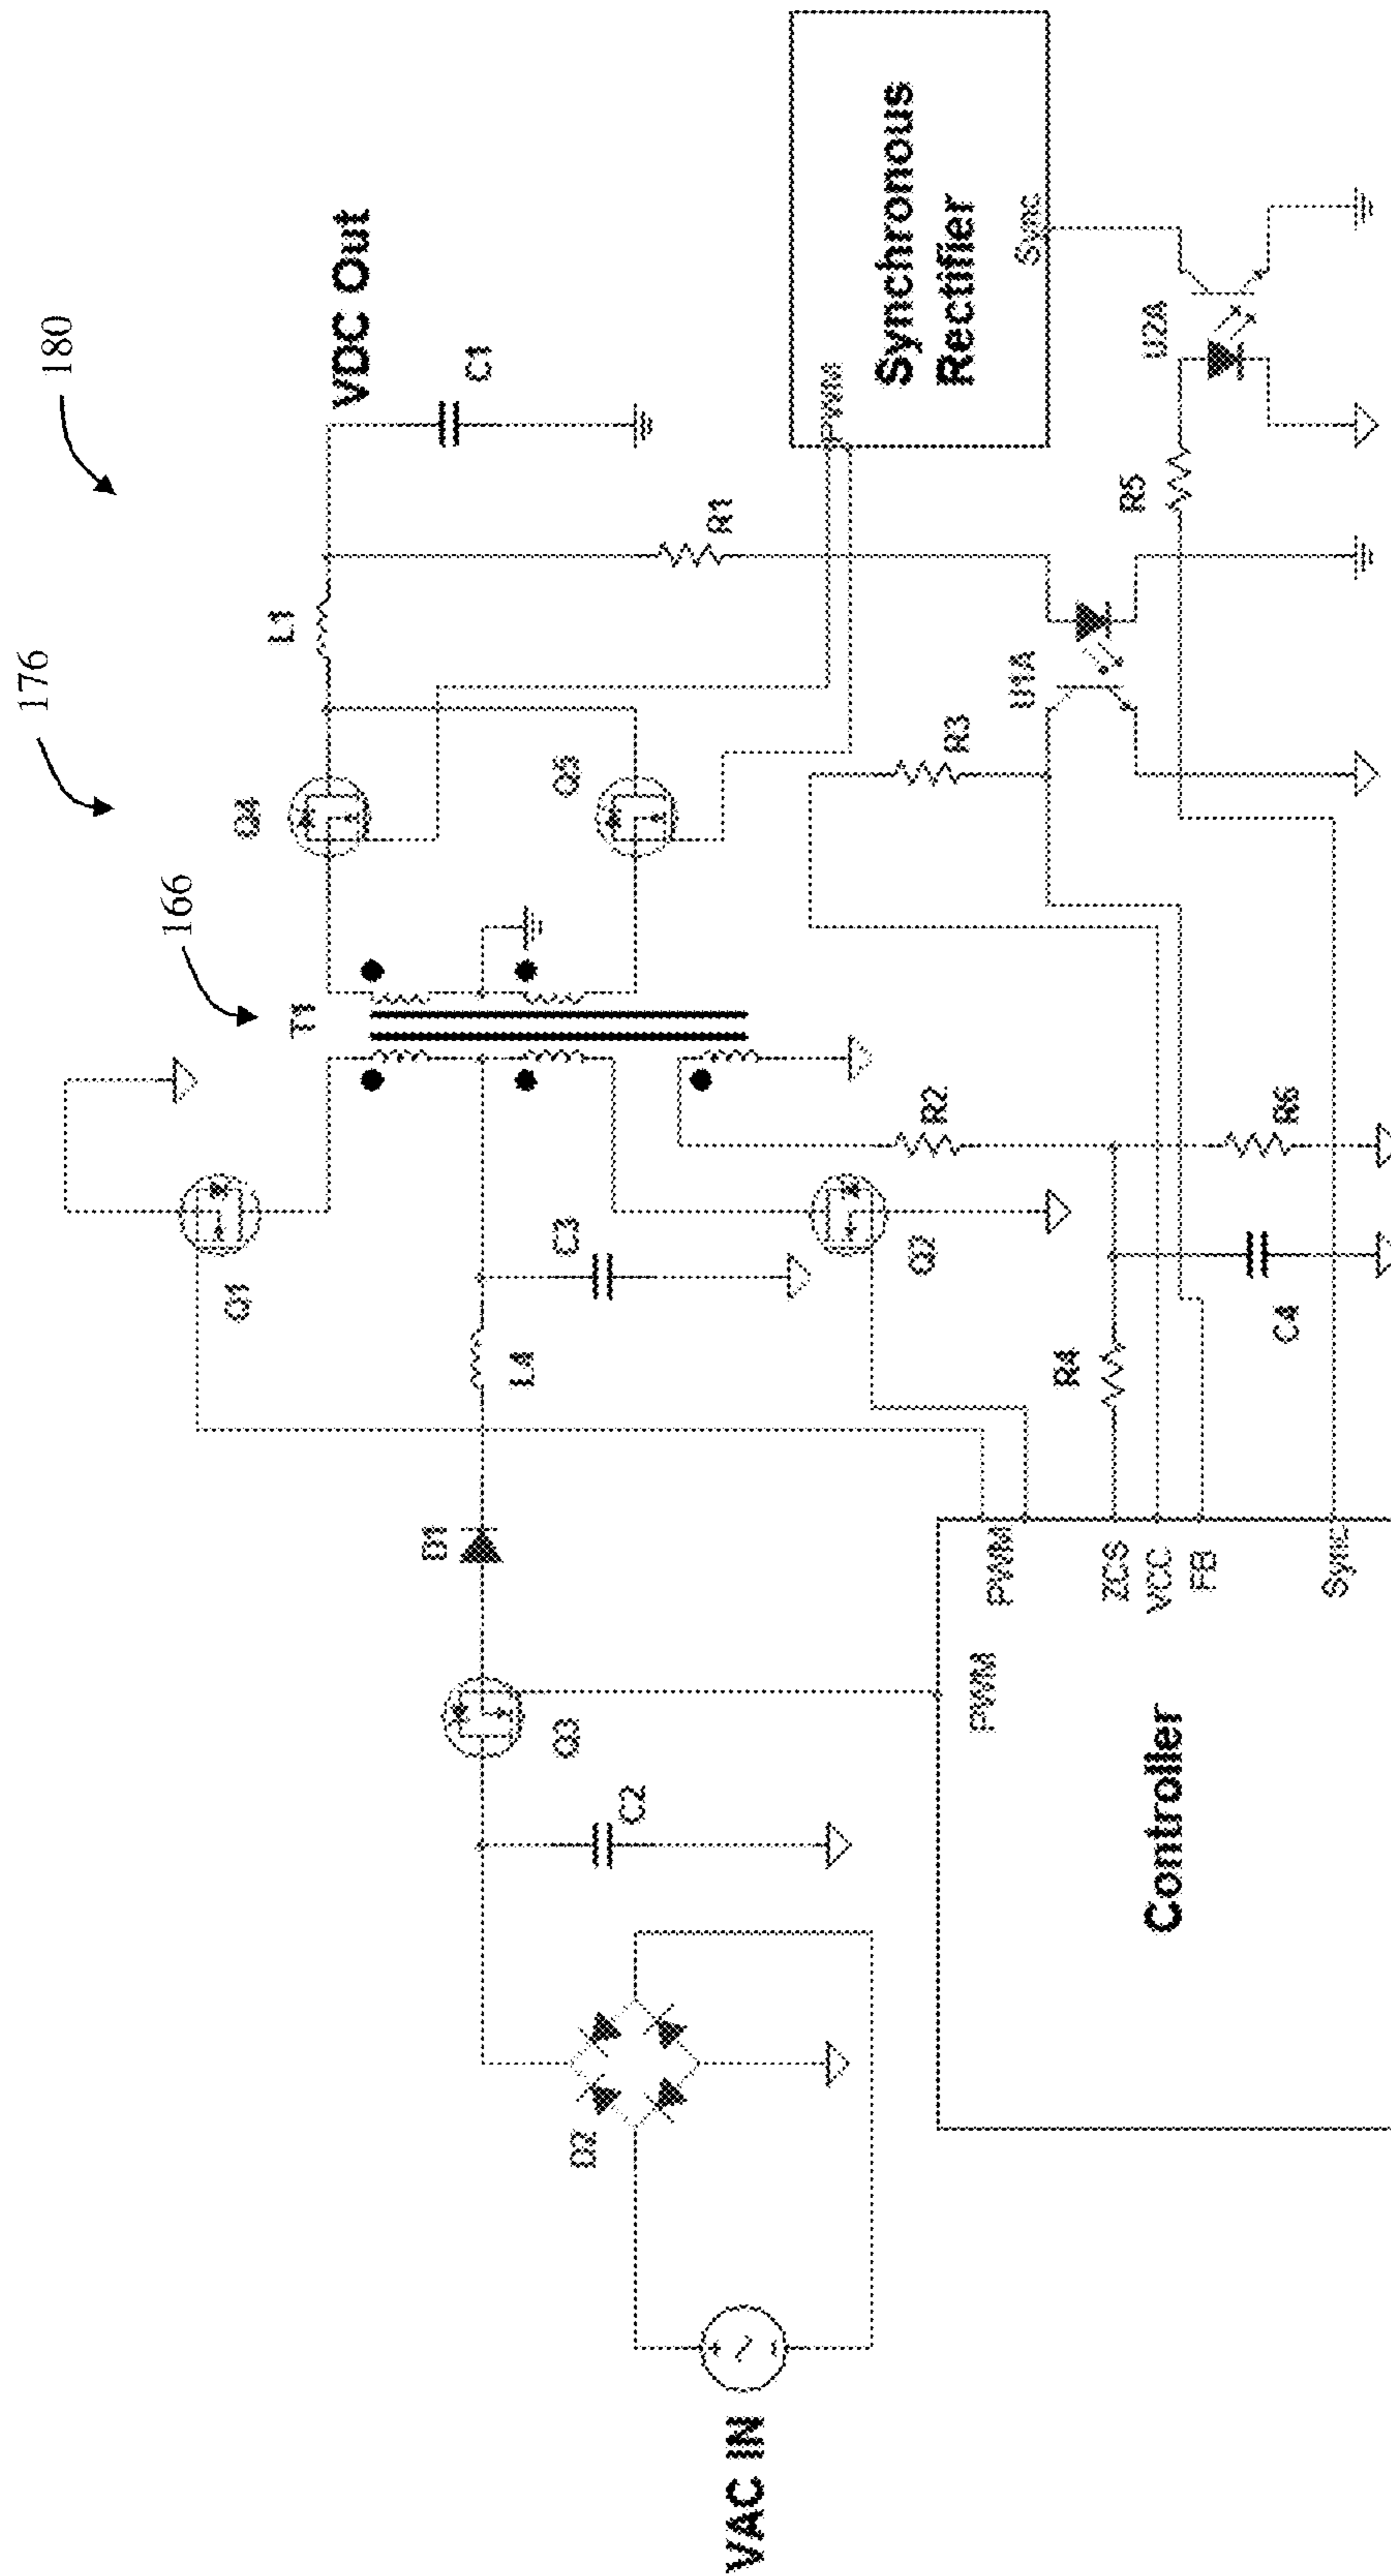 180
176
166
T1
Q1
Q4
L1
VDC Out
C1
D1
L4
C3
Q3
C2
D2
VAC IN
Q2
Q5
R1
PWM
Synchronous
Rectifier
Sync
R2
R3
U1A
R5
U2A
R4
R6
C4
PWM
PWM
ZCS
VCC
FB
Sync
Controller